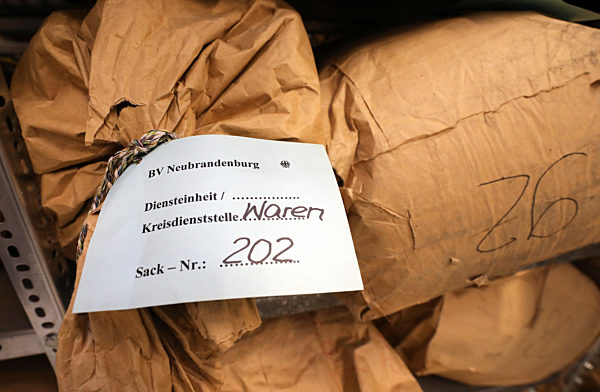 BV Neubrandenburg
Diensteinheit / ...............
Kreisdienststelle. Waren
Sack – Nr.: 202
26